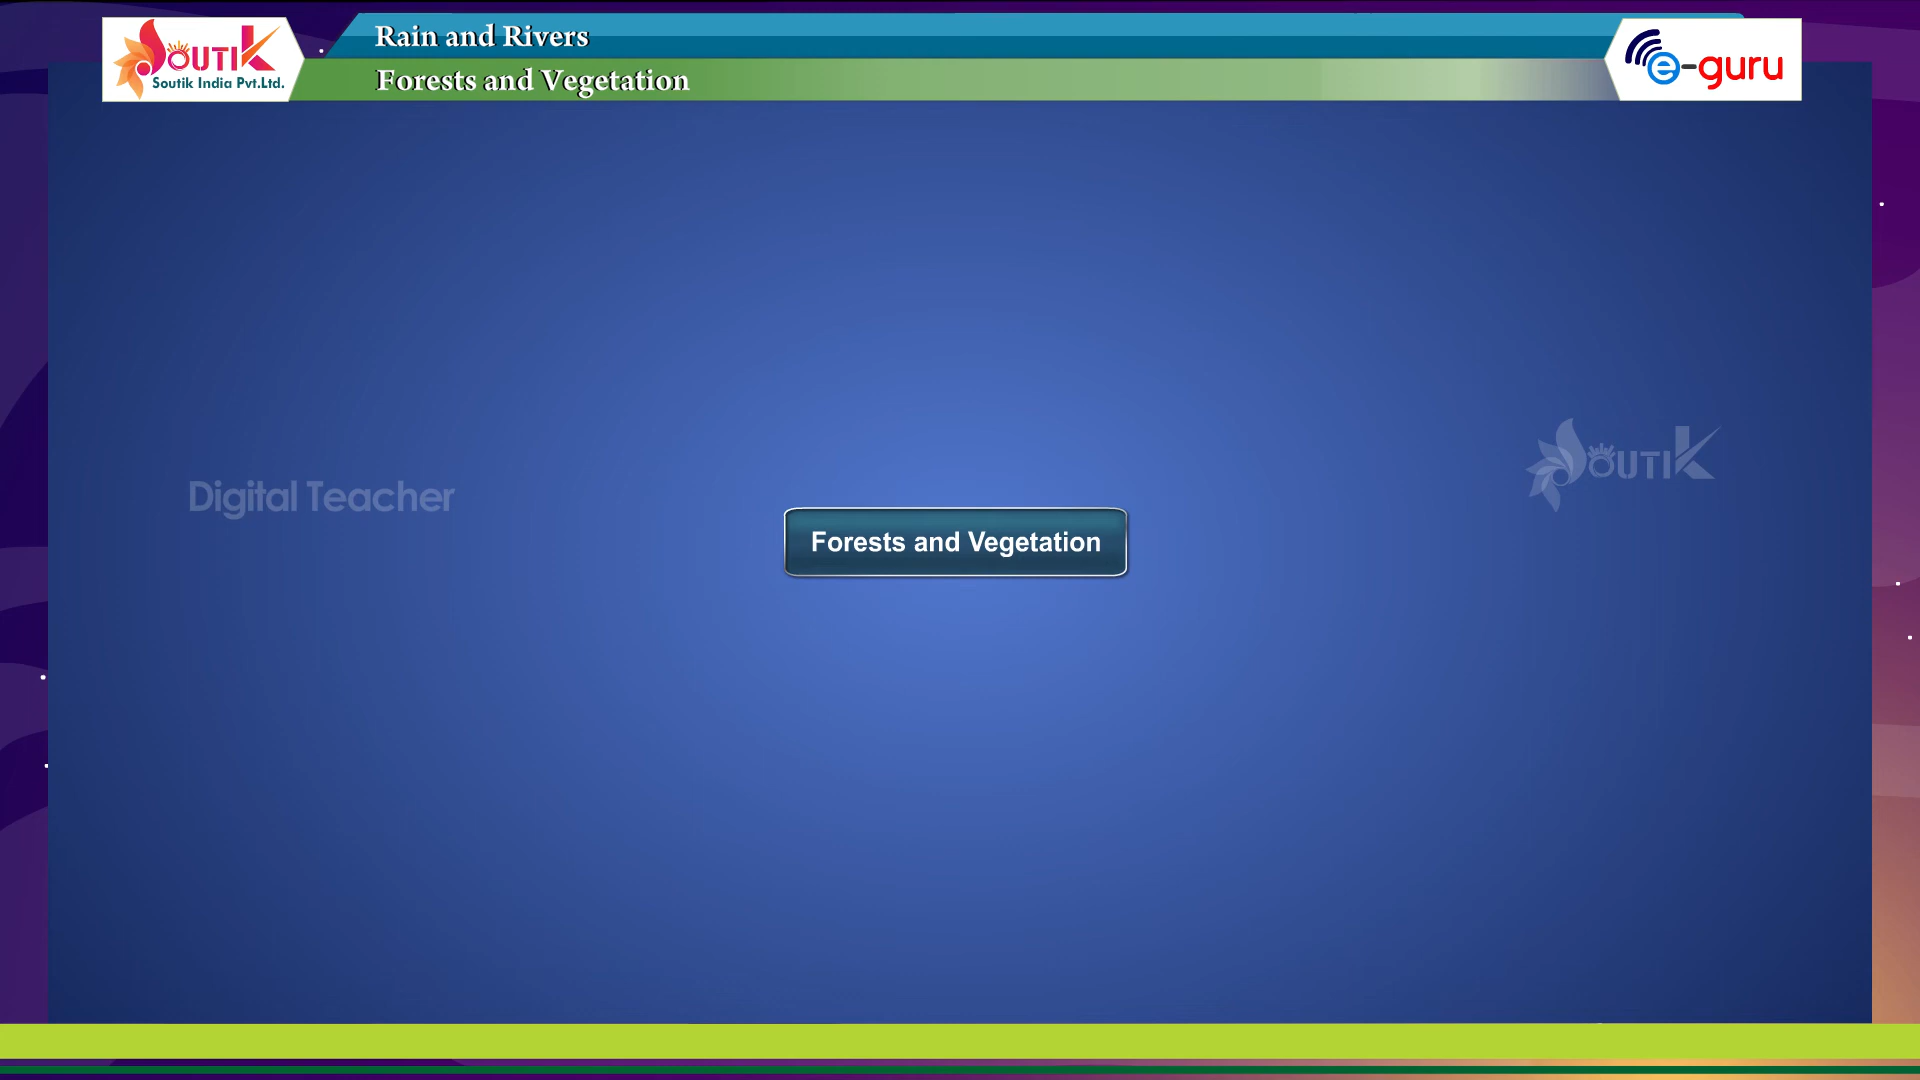 SOUTIK
Soutik India Pvt.Ltd.
Rain and Rivers
Forests and Vegetation
e-guru
Digital Teacher
SOUTIK
Forests and Vegetation